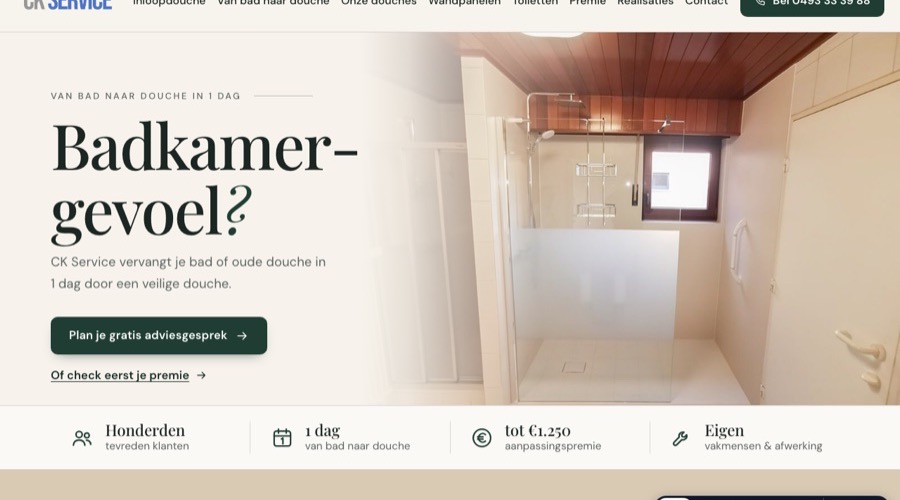 CK SERVICE
Inloopdouche Van bad naar douche Onze douches Wandpanelen Toiletten Premie Realisaties Contact Bel 0493 33 39 88
VAN BAD NAAR DOUCHE IN 1 DAG
Badkamer-
gevoel?
CK Service vervangt je bad of oude douche in
1 dag door een veilige douche.
Plan je gratis adviesgesprek →
Of check eerst je premie →
Honderden
tevreden klanten
1 dag
van bad naar douche
tot €1.250
aanpassingspremie
Eigen
vakmensen & afwerking